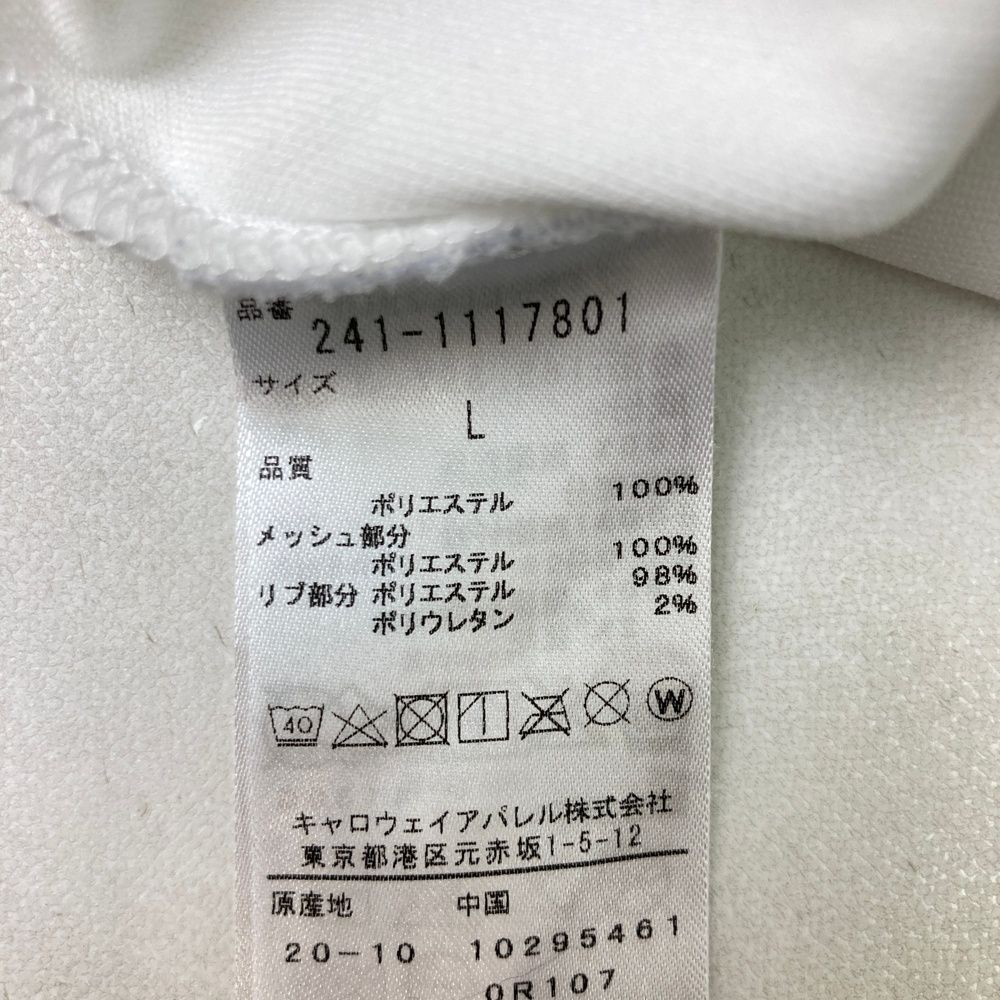 品番 241-1117801
サイズ
L
品質
ポリエステル 100%
メッシュ部分
ポリエステル 100%
リブ部分 ポリエステル 98%
ポリウレタン 2%
40 W
キャロウェイアパレル株式会社
東京都港区元赤坂1-5-12
原産地 中国
20-10 10295461
0R107